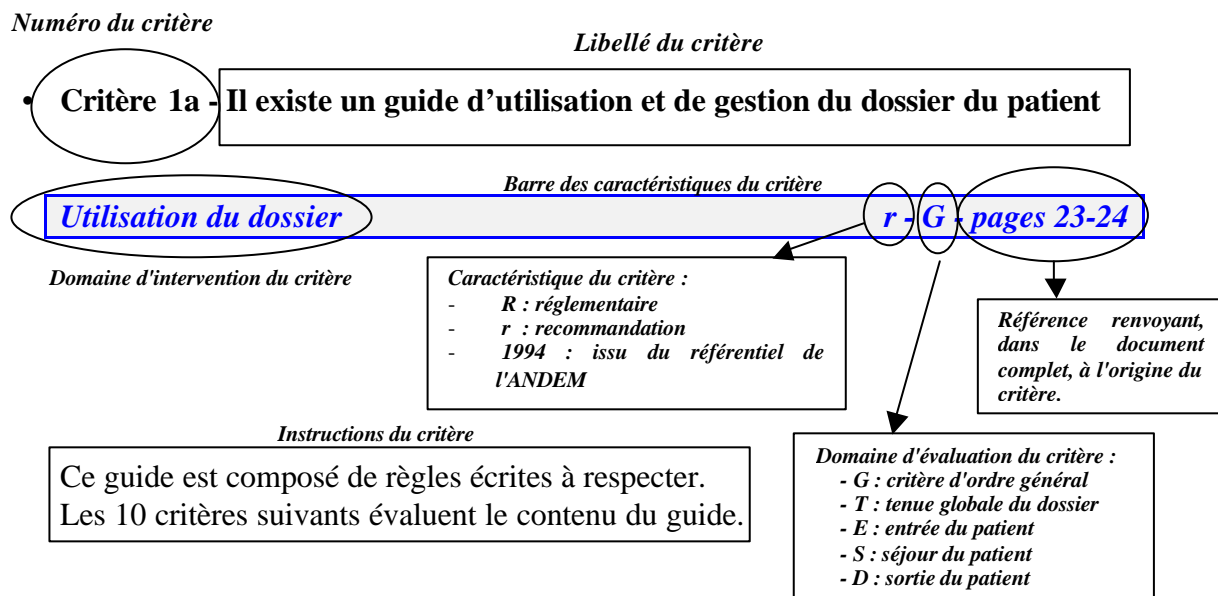 Numéro du critère
Libellé du critère
• Critère 1a - Il existe un guide d'utilisation et de gestion du dossier du patient
Barre des caractéristiques du critère
Utilisation du dossier r - G - pages 23-24
Domaine d'intervention du critère
Caractéristique du critère :
- R : réglementaire
- r : recommandation
- 1994 : issu du référentiel de
l'ANDEM
Référence renvoyant,
dans le document
complet, à l'origine du
critère.
Instructions du critère
Ce guide est composé de règles écrites à respecter.
Les 10 critères suivants évaluent le contenu du guide.
Domaine d'évaluation du critère :
- G : critère d'ordre général
- T : tenue globale du dossier
- E : entrée du patient
- S : séjour du patient
- D : sortie du patient